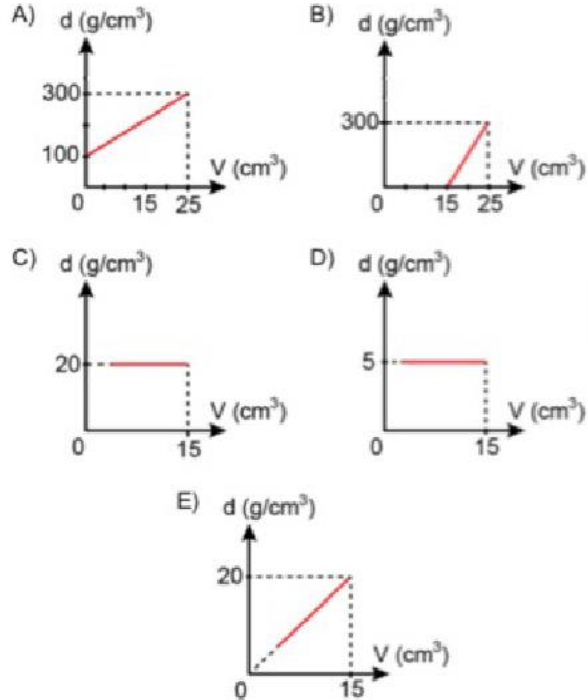 A) d (g/cm³)
300
100
V (cm³)
0 15 25
B) d (g/cm³)
300
V (cm³)
0 15 25
C) d (g/cm³)
20
V (cm³)
0 15
D) d (g/cm³)
5
V (cm³)
0 15
E) d (g/cm³)
20
V (cm³)
0 15